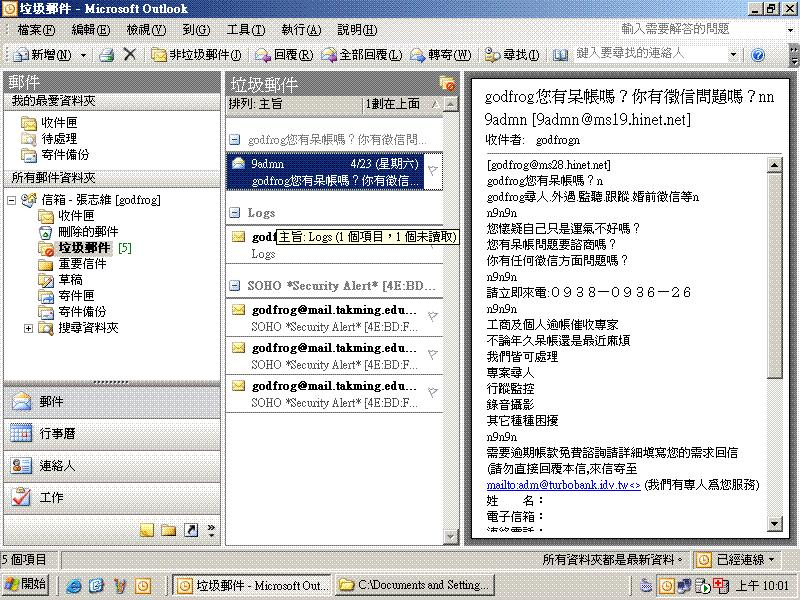 垃圾郵件 - Microsoft Outlook
檔案(F) 編輯(E) 檢視(V) 到(G) 工具(T) 執行(A) 說明(H) 輸入需要解答的問題
新增(N) 非垃圾郵件(J) 回覆(R) 全部回覆(L) 轉寄(W) 尋找(I) 鍵入要尋找的連絡人
郵件
我的最愛資料夾
收件匣
待處理
寄件備份
所有郵件資料夾
信箱 - 張志維 [godfrog]
收件匣
刪除的郵件
垃圾郵件 [5]
重要信件
草稿
寄件匣
寄件備份
搜尋資料夾
郵件
行事曆
連絡人
工作
垃圾郵件
排列: 主旨 1劃在上面
godfrog您有呆帳嗎？你有徵信問...
9admn 4/23 (星期六)
godfrog您有呆帳嗎？你有徵信...
Logs
godf
主旨: Logs (1 個項目，1 個未讀取)
Logs
SOHO *Security Alert* [4E:BD...
godfrog@mail.takming.edu...
SOHO *Security Alert* [4E:BD:F...
godfrog@mail.takming.edu...
SOHO *Security Alert* [4E:BD:F...
godfrog@mail.takming.edu...
SOHO *Security Alert* [4E:BD:F...
godfrog您有呆帳嗎？你有徵信問題嗎？nn
9admn [9admn@ms19.hinet.net]
收件者: godfrogn
[godfrog@ms28.hinet.net]
godfrog您有呆帳嗎？n
godfrog尋人.外遇.監聽.跟蹤.婚前徵信等n
n9n9n
您懷疑自己只是運氣不好嗎？
您有呆帳問題要諮商嗎？
你有任何徵信方面問題嗎？
n9n9n
請立即來電:０９３８－０９３６－２６
n9n9n
工商及個人逾帳催收專家
不論年久呆帳還是最近麻煩
我們皆可處理
專案尋人
行蹤監控
錄音攝影
其它種種困擾
n9n9n
需要逾期帳款免費諮詢請詳細填寫您的需求回信
(請勿直接回覆本信,來信寄至
mailto:adm@turbobank.idv.tw<> (我們有專人為您服務)
姓　　名：
電子信箱：
連絡電話：
5 個項目 所有資料夾都是最新資料。 已經連線
開始 垃圾郵件 - Microsoft Out... C:\Documents and Setting... 上午 10:01